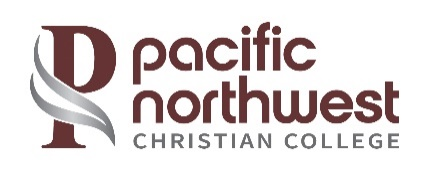 P
pacific
northwest
CHRISTIAN COLLEGE